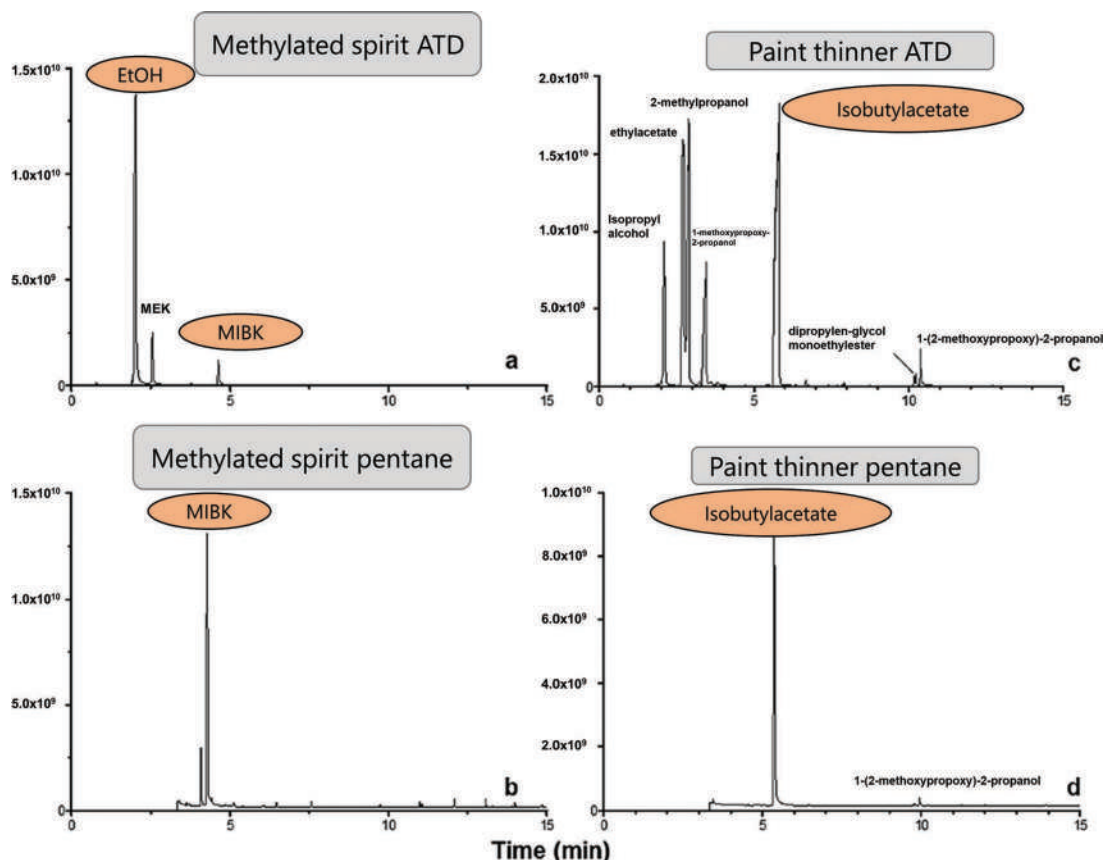 Methylated spirit ATD
1.5x10¹⁰
EtOH
1.0x10¹⁰
5.0x10⁹
MEK
MIBK
a
0
0
5
10
15
Paint thinner ATD
2.0x10¹⁰
2-methylpropanol
Isobutylacetate
ethylacetate
1.5x10¹⁰
Isopropyl
alcohol
1-methoxypropoxy-
2-propanol
1.0x10¹⁰
5.0x10⁹
dipropylen-glycol
monoethylester
1-(2-methoxypropoxy)-2-propanol
c
0
0
5
10
15
Methylated spirit pentane
1.5x10¹⁰
MIBK
1.0x10¹⁰
5.0x10⁹
b
0
0
5
10
15
Paint thinner pentane
1.0x10¹⁰
Isobutylacetate
8.0x10⁹
6.0x10⁹
4.0x10⁹
2.0x10⁹
1-(2-methoxypropoxy)-2-propanol
d
0
0
5
10
15
Time (min)